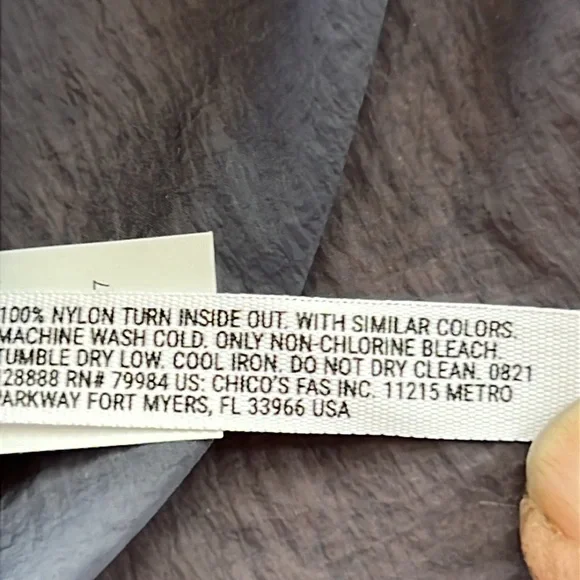 7
100% NYLON TURN INSIDE OUT. WITH SIMILAR COLORS.
MACHINE WASH COLD. ONLY NON-CHLORINE BLEACH.
TUMBLE DRY LOW. COOL IRON. DO NOT DRY CLEAN. 0821
128888 RN# 79984 US: CHICO'S FAS INC. 11215 METRO
PARKWAY FORT MYERS, FL 33966 USA